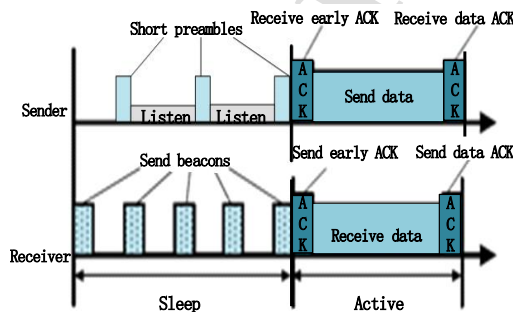 Receive early ACK
Receive data ACK
Short preambles
A
C
K
Send data
A
C
K
Sender
Listen
Listen
Send early ACK
Send data ACK
Send beacons
A
C
K
Receive data
A
C
K
Receiver
Sleep
Active